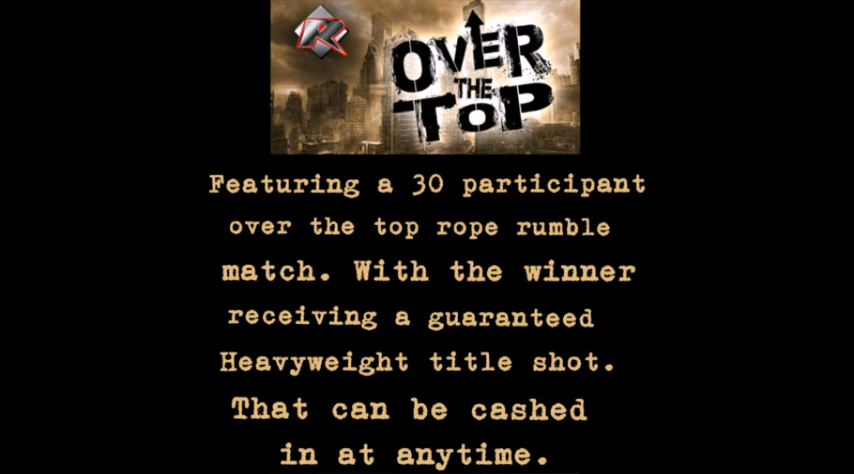 R
OVER
THE
TOP
Featuring a 30 participant
over the top rope rumble
match. With the winner
receiving a guaranteed
Heavyweight title shot.
That can be cashed
in at anytime.